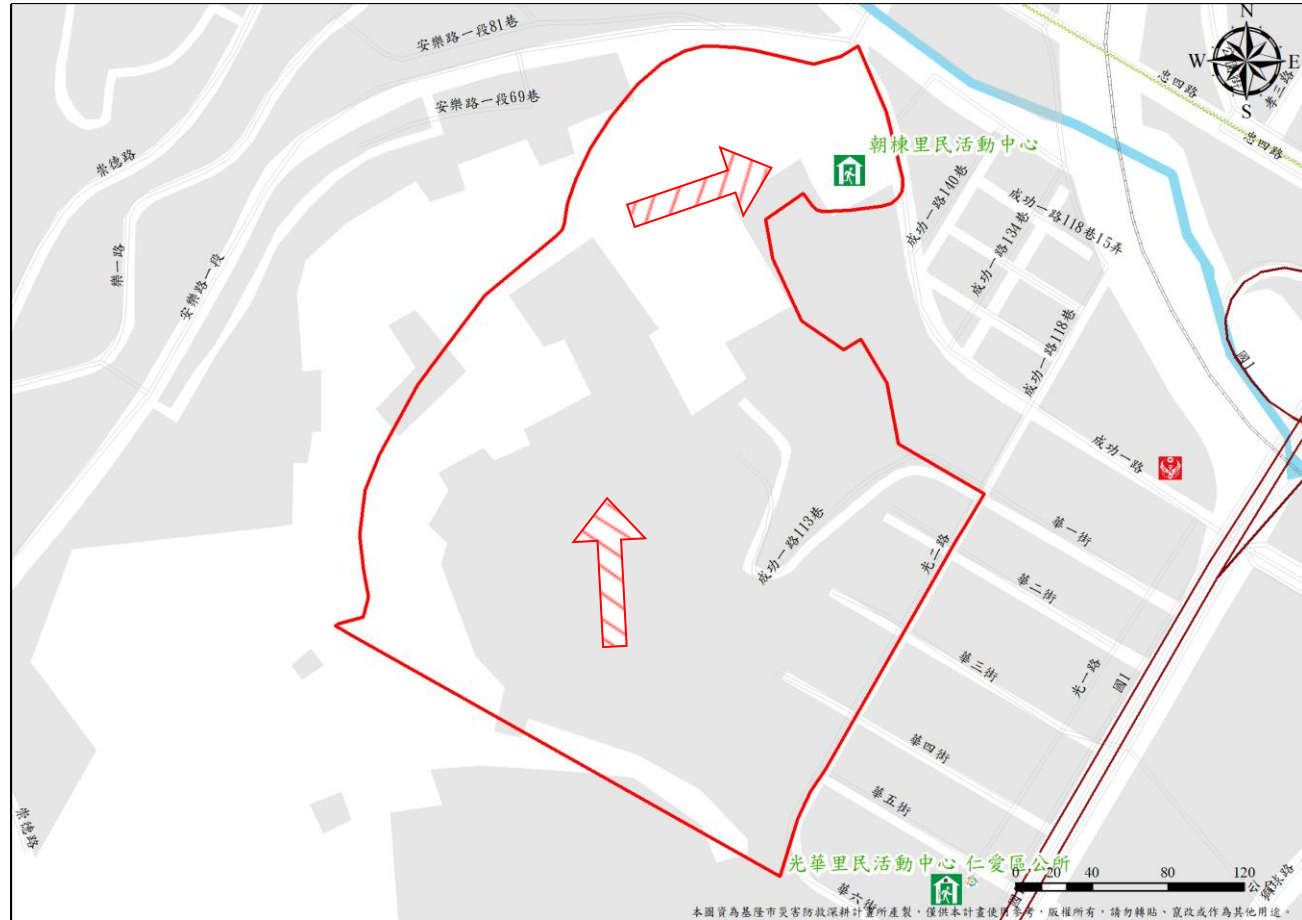 安樂路一段81巷
安樂路一段69巷
崇德路
樂一路
安樂路一段
N
W
E
S
忠四路
孝三路
忠四路
朝棟里民活動中心
成功一路140巷
成功一路118巷15弄
成功一路134巷
成功一路118巷
國1
成功一路
成功一路113巷
光二路
華一街
華二街
華三街
光一路
國1
華四街
華五街
崇德路
光華里民活動中心 仁愛區公所
華六街
0 20 40 80 120
本圖資為基隆市災害防救深耕計畫所產製,僅供本計畫使用參考,版權所有,請勿轉貼、竄改或作為其他用途。